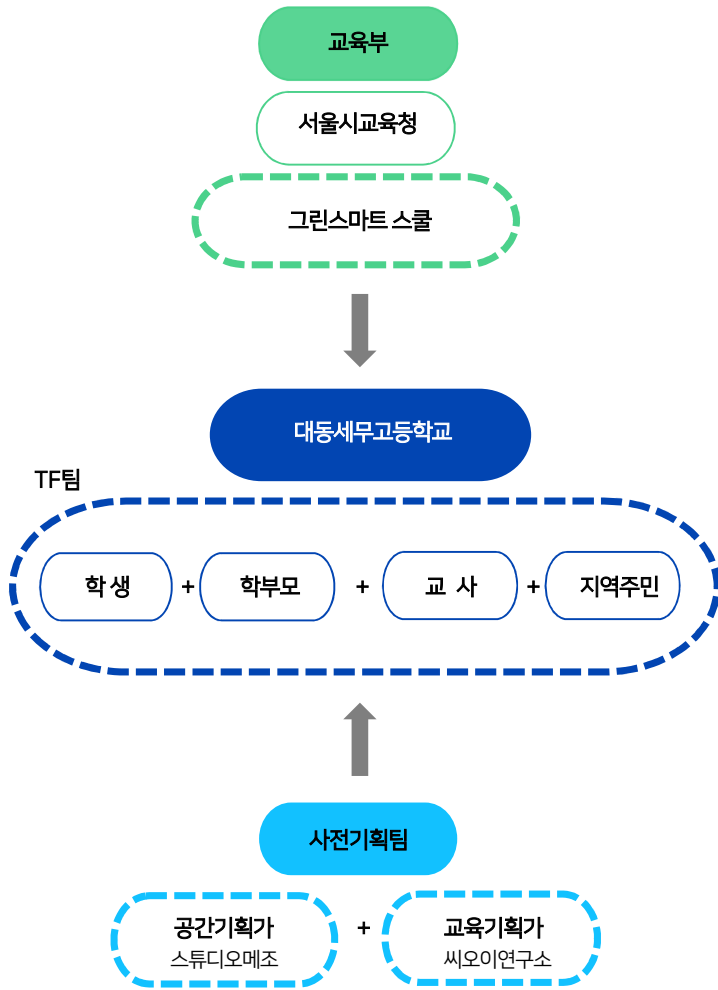 교육부
서울시교육청
그린스마트 스쿨
대동세무고등학교
TF팀
학 생 + 학부모 + 교 사 + 지역주민
사전기획팀
공간기획가 + 교육기획가
스튜디오메조 씨오이연구소